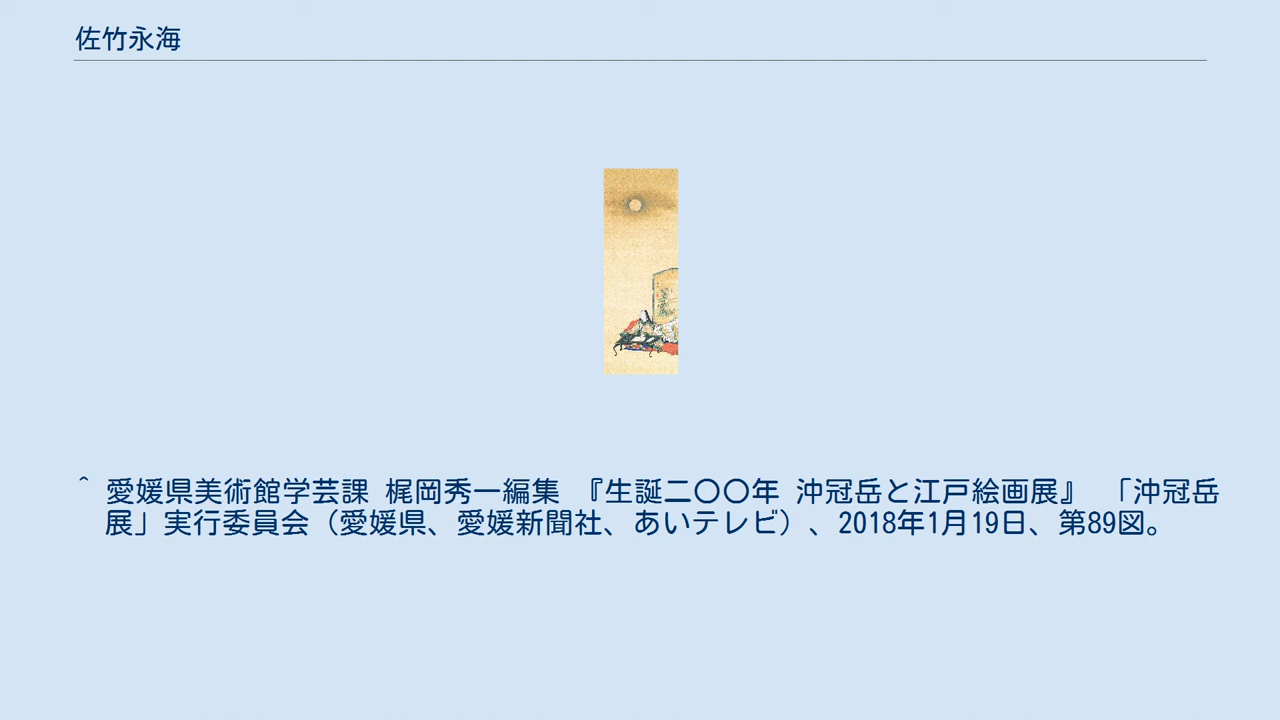 佐竹永海
^ 愛媛県美術館学芸課 梶岡秀一編集 『生誕二〇〇年 沖冠岳と江戸絵画展』 「沖冠岳
展」実行委員会（愛媛県、愛媛新聞社、あいテレビ）、2018年1月19日、第89図。